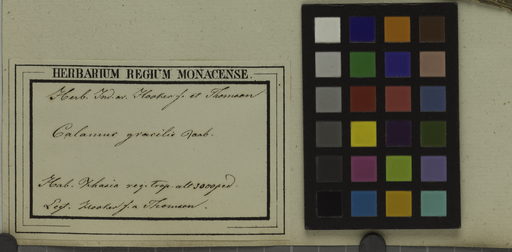 HERBARIUM REGIUM MONACENSE.
Herb. Ind. or. Hooker f. et Thomson
Calamus gracilis Roxb.
Hab. Khasia reg. trop. alt. 3000 ped.
Legt. Hooker f. a Thomson.